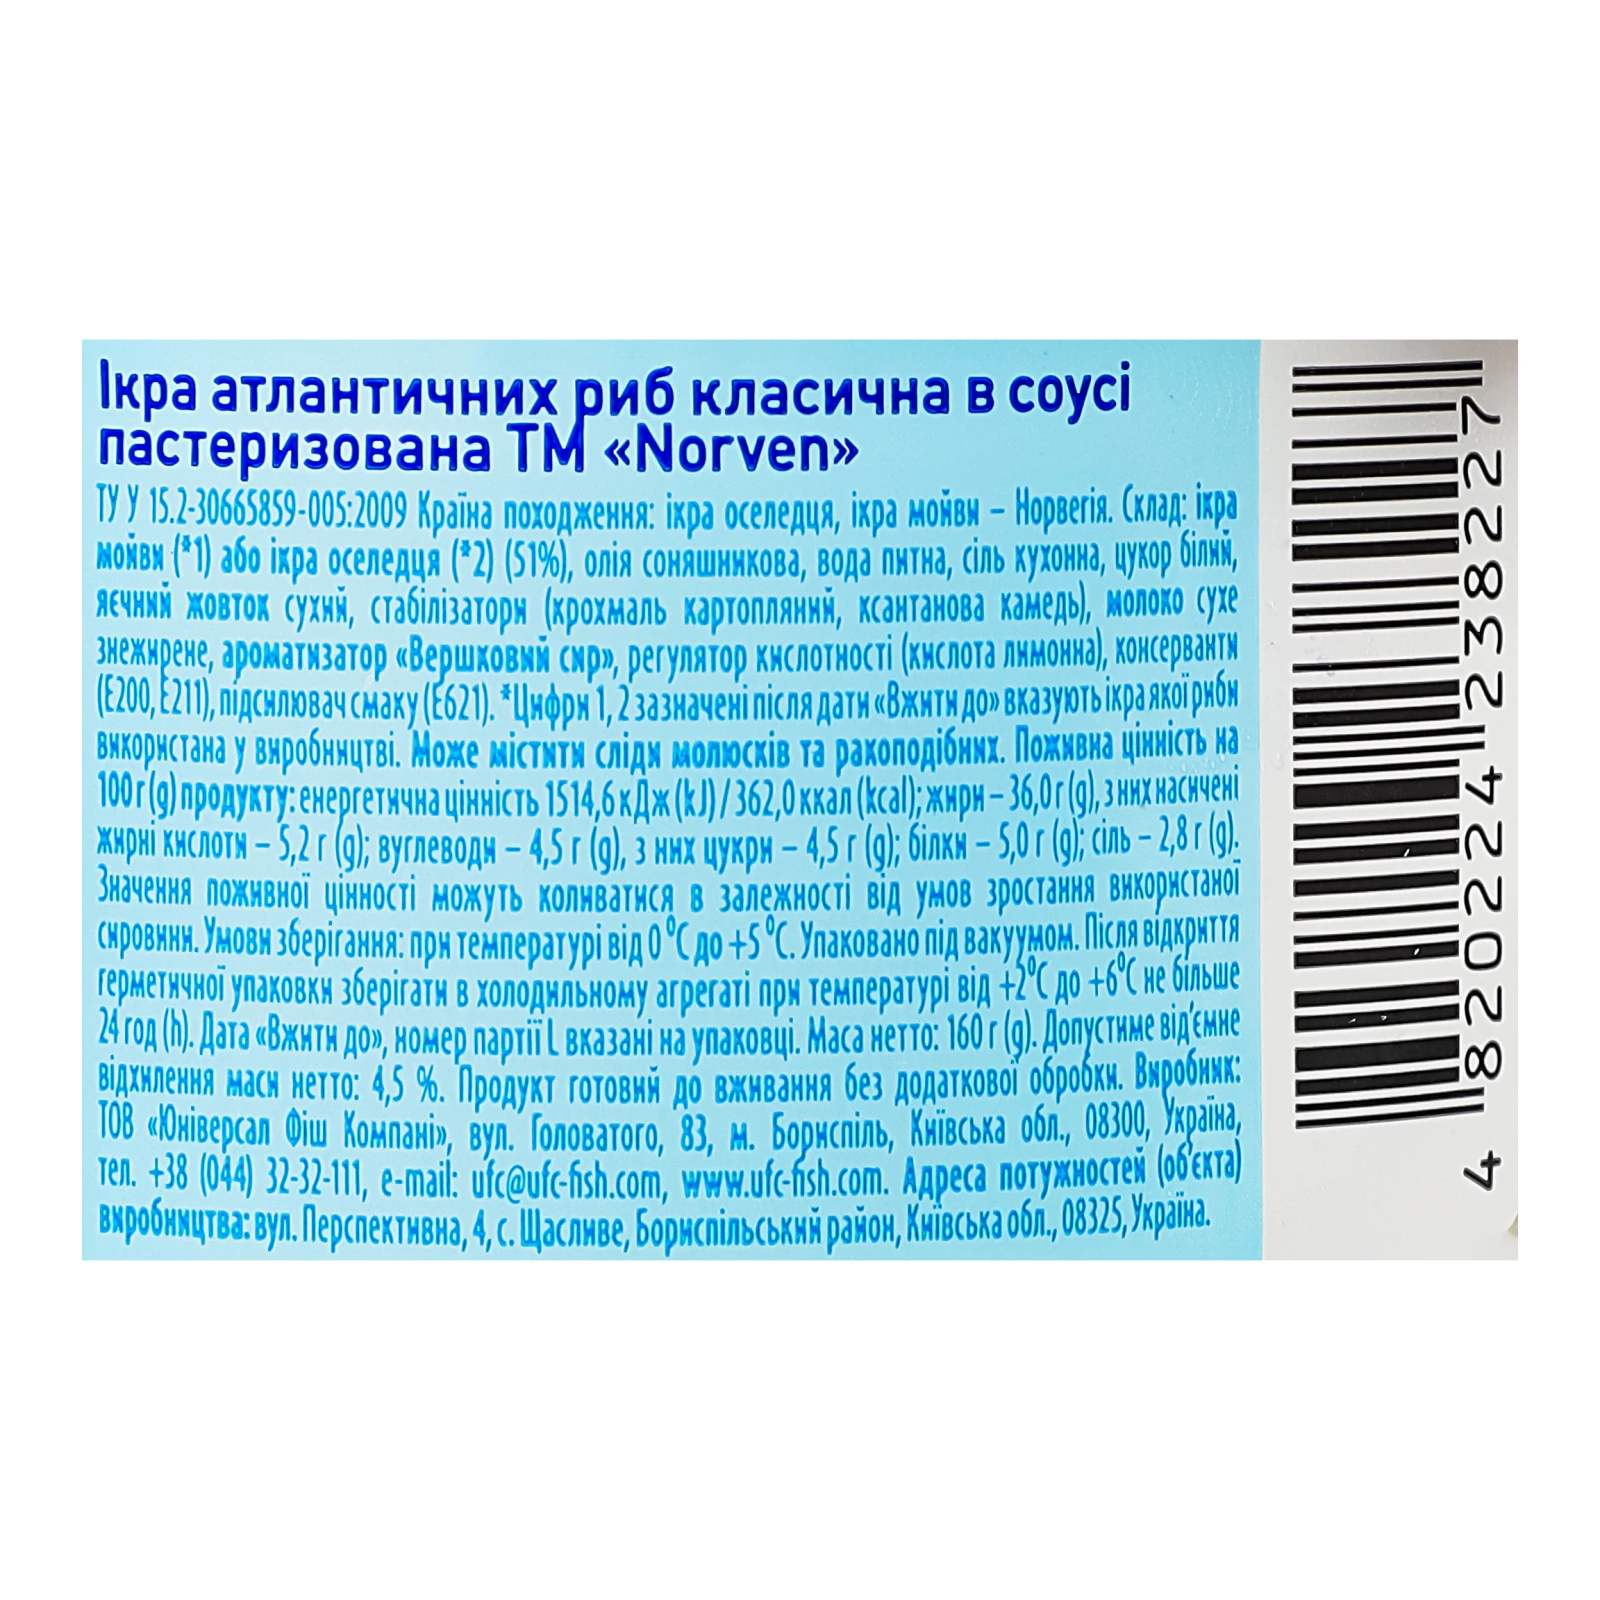 Ікра атлантичних риб класична в соусі
пастеризована ТМ «Norven»
ТУ У 15.2-30665859-005:2009 Країна походження: ікра оселедця, ікра мойви – Норвегія. Склад: ікра
мойви (*1) або ікра оселедця (*2) (51%), олія соняшникова, вода питна, сіль кухонна, цукор білий,
яєчний жовток сухий, стабілізатори (крохмаль картопляний, ксантанова камедь), молоко сухе
знежирене, ароматизатор «Вершковий сир», регулятор кислотності (кислота лимонна), консерванти
(Е200, Е211), підсилювач смаку (Е621). *Цифри 1, 2 зазначені після дати «Вжити до» вказують ікра якої риби
використана у виробництві. Може містити сліди молюсків та ракоподібних. Поживна цінність на
100 г (g) продукту: енергетична цінність 1514,6 кДж (kJ) / 362,0 ккал (kcal); жири – 36,0 г (g), з них насичені
жирні кислоти – 5,2 г (g); вуглеводи – 4,5 г (g), з них цукри – 4,5 г (g); білки – 5,0 г (g); сіль – 2,8 г (g).
Значення поживної цінності можуть коливатися в залежності від умов зростання використаної
сировини. Умови зберігання: при температурі від 0 °С до +5 °С. Упаковано під вакуумом. Після відкриття
герметичної упаковки зберігати в холодильному агрегаті при температурі від +2°С до +6°С не більше
24 год (h). Дата «Вжити до», номер партії L вказані на упаковці. Маса нетто: 160 г (g). Допустиме від’ємне
відхилення маси нетто: 4,5 %. Продукт готовий до вживання без додаткової обробки. Виробник:
ТОВ «Юніверсал Фіш Компані», вул. Головатого, 83, м. Бориспіль, Київська обл., 08300, Україна,
тел. +38 (044) 32-32-111, e-mail: ufc@ufc-fish.com, www.ufc-fish.com. Адреса потужностей (об’єкта)
виробництва: вул. Перспективна, 4, с. Щасливе, Бориспільський район, Київська обл., 08325, Україна.
4 820224 238227